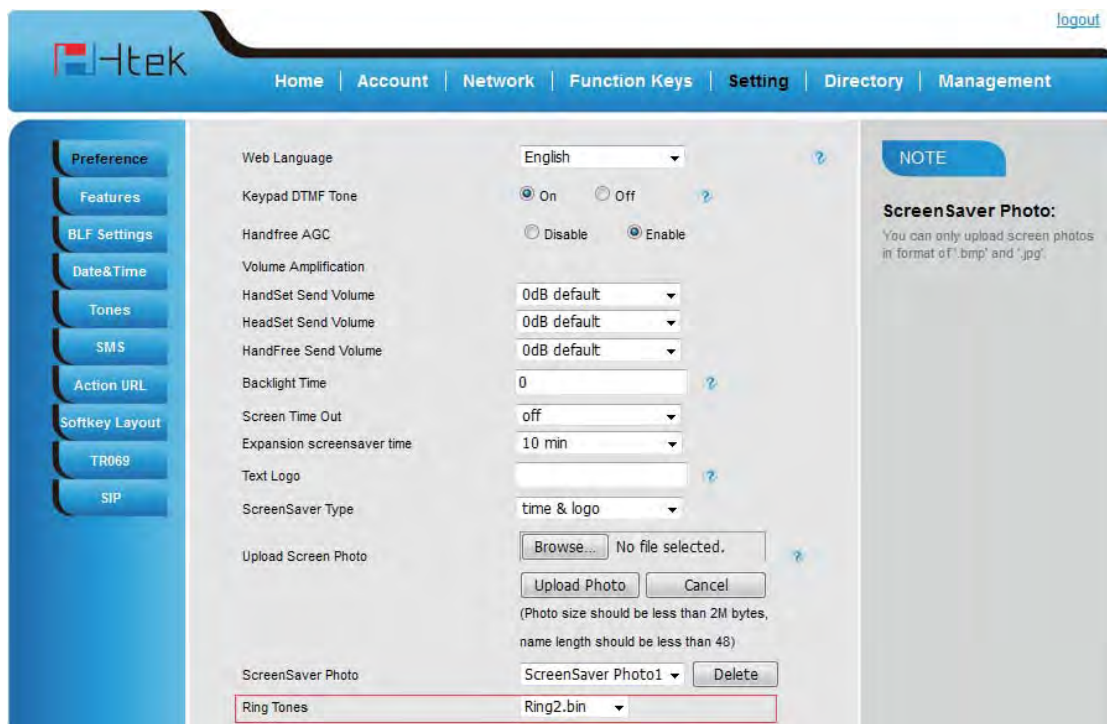 logout
Htek
Home | Account | Network | Function Keys | Setting | Directory | Management
Preference
Features
BLF Settings
Date&Time
Tones
SMS
Action URL
Softkey Layout
TR069
SIP
Web Language English ?
Keypad DTMF Tone On Off ?
Handfree AGC Disable Enable
Volume Amplification
HandSet Send Volume 0dB default
HeadSet Send Volume 0dB default
HandFree Send Volume 0dB default
Backlight Time 0 ?
Screen Time Out off
Expansion screensaver time 10 min
Text Logo ?
ScreenSaver Type time & logo
Upload Screen Photo Browse... No file selected. ?
Upload Photo Cancel
(Photo size should be less than 2M bytes,
name length should be less than 48)
ScreenSaver Photo ScreenSaver Photo1 Delete
Ring Tones Ring2.bin
NOTE
ScreenSaver Photo:
You can only upload screen photos
in format of '.bmp' and '.jpg'.